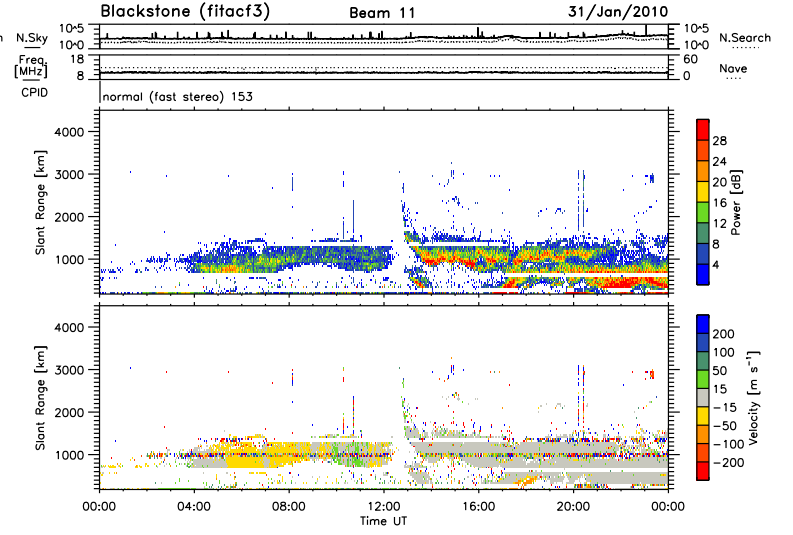 Blackstone (fitacf3) Beam 11 31/Jan/2010
n N.Sky 10^5 10^0 10^5 10^0 N.Search
Freq. [MHz] 18 8 60 0 Nave
CPID normal (fast stereo) 153
Slant Range [km] 4000 3000 2000 1000
Power [dB] 28 24 20 16 12 8 4
Slant Range [km] 4000 3000 2000 1000
Velocity [m s⁻¹] 200 100 50 15 −15 −50 −100 −200
00:00 04:00 08:00 12:00 16:00 20:00 00:00
Time UT